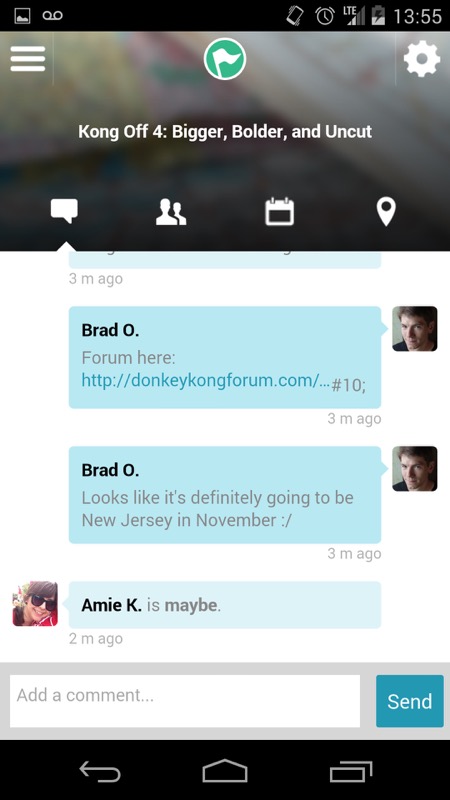 LTE 13:55
Kong Off 4: Bigger, Bolder, and Uncut
3 m ago
Brad O.
Forum here:
http://donkeykongforum.com/…#10;
3 m ago
Brad O.
Looks like it's definitely going to be
New Jersey in November :/
3 m ago
Amie K. is maybe.
2 m ago
Add a comment...
Send